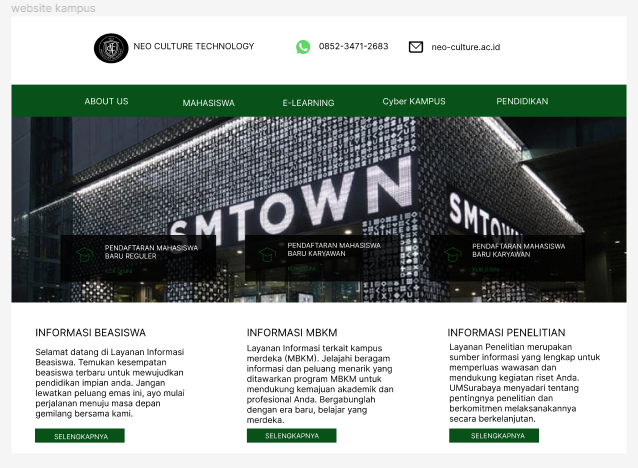 website kampus
NEO CULTURE TECHNOLOGY
0852-3471-2683
neo-culture.ac.id
ABOUT US
MAHASISWA
E-LEARNING
Cyber KAMPUS
PENDIDIKAN
SMTOWN
SMTOWN
PENDAFTARAN MAHASISWA
BARU REGULER
PENDAFTARAN MAHASISWA
BARU KARYAWAN
PENDAFTARAN MAHASISWA
BARU KARYAWAN
INFORMASI BEASISWA
Selamat datang di Layanan Informasi
Beasiswa. Temukan kesempatan
beasiswa terbaru untuk mewujudkan
pendidikan impian anda. Jangan
lewatkan peluang emas ini, ayo mulai
perjalanan menuju masa depan
gemilang bersama kami.
SELENGKAPNYA
INFORMASI MBKM
Layanan Informasi terkait kampus
merdeka (MBKM). Jelajahi beragam
informasi dan peluang menarik yang
ditawarkan program MBKM untuk
mendukung kemajuan akademik dan
profesional Anda. Bergabunglah
dengan era baru, belajar yang
merdeka.
SELENGKAPNYA
INFORMASI PENELITIAN
Layanan Penelitian merupakan
sumber informasi yang lengkap untuk
memperluas wawasan dan
mendukung kegiatan riset Anda.
UMSurabaya menyadari tentang
pentingnya penelitian dan
berkomitmen melaksanakannya
secara berkelanjutan.
SELENGKAPNYA